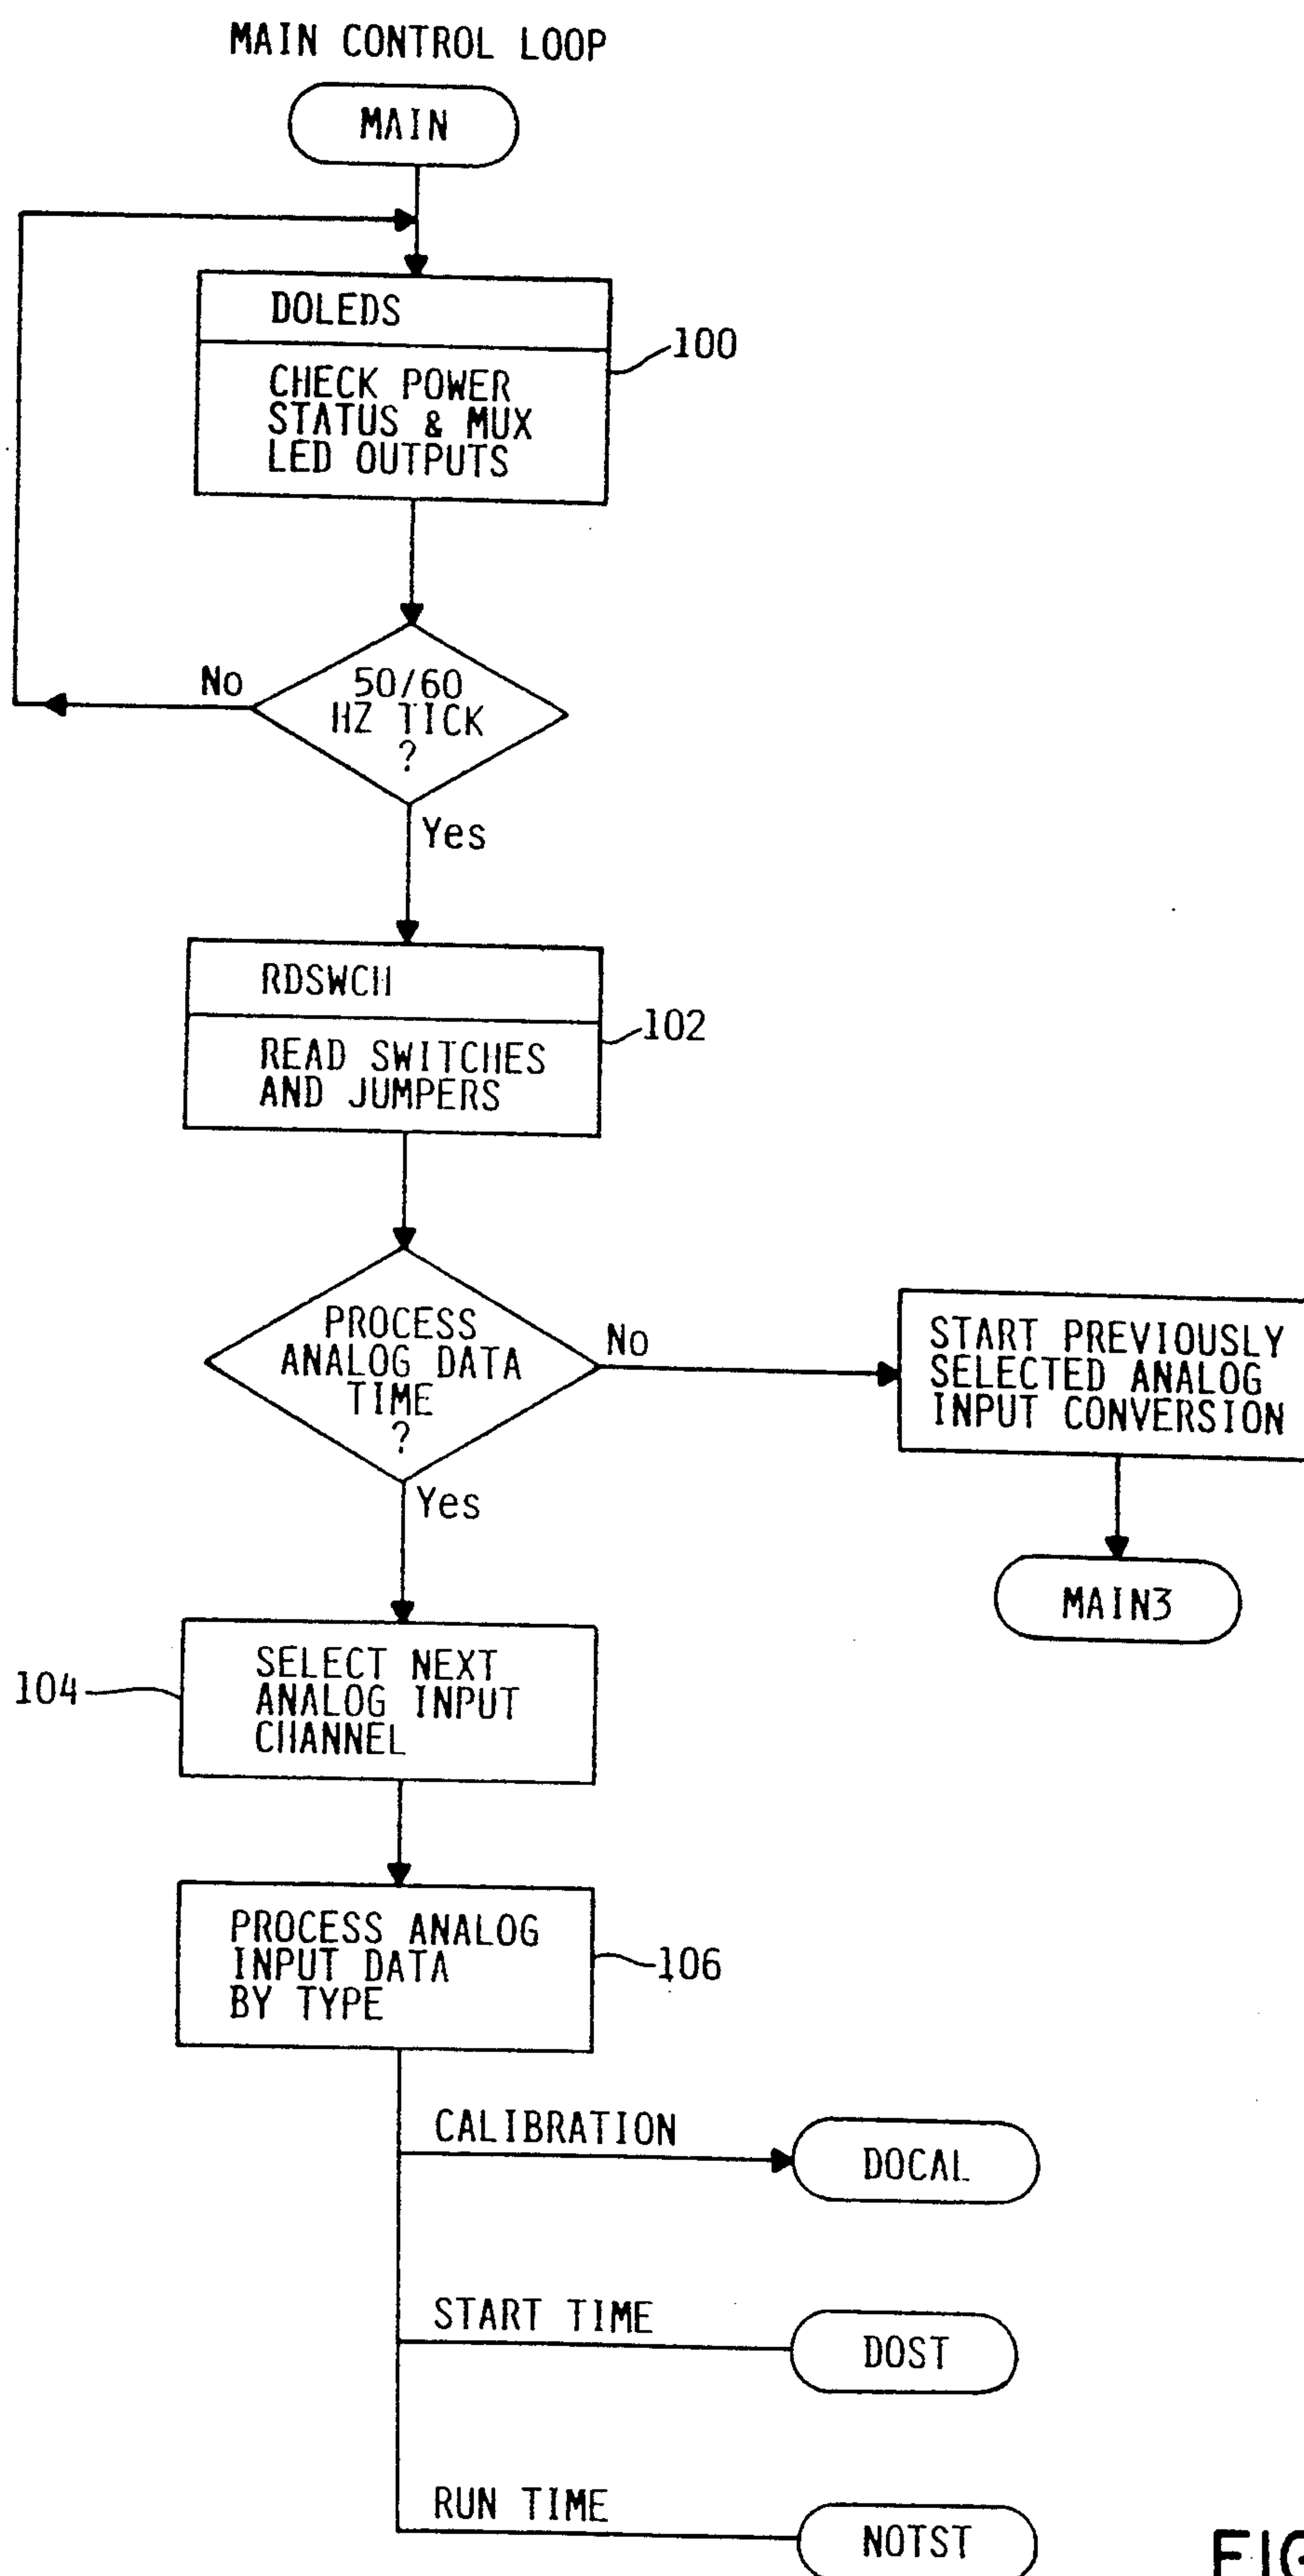 MAIN CONTROL LOOP
MAIN
DOLEDS
100
CHECK POWER
STATUS & MUX
LED OUTPUTS
No
50/60
HZ TICK
?
Yes
RDSWCH
102
READ SWITCHES
AND JUMPERS
PROCESS
ANALOG DATA
TIME
?
No
START PREVIOUSLY
SELECTED ANALOG
INPUT CONVERSION
Yes
MAIN3
104
SELECT NEXT
ANALOG INPUT
CHANNEL
PROCESS ANALOG
INPUT DATA
BY TYPE
106
CALIBRATION
DOCAL
START TIME
DOST
RUN TIME
NOTST
FIG